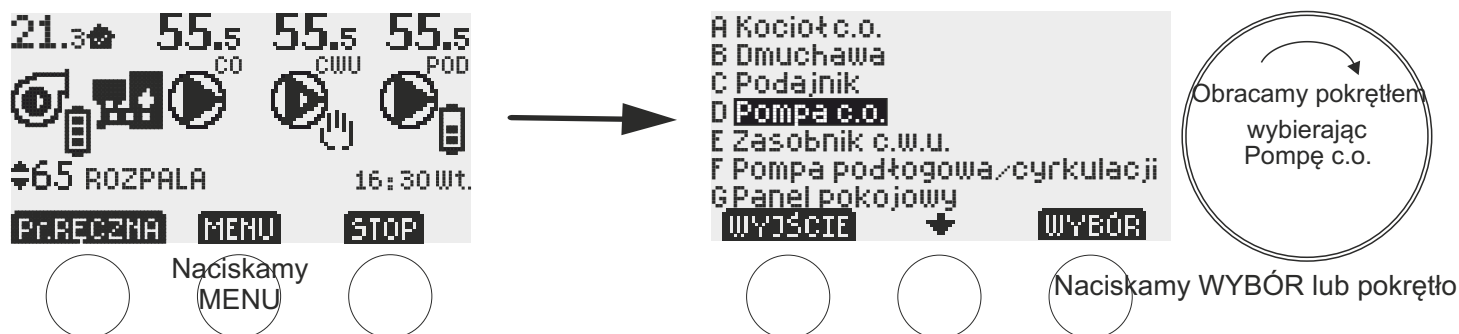 21.3 55.5 55.5 55.5
CO CWU POD
65 ROZPALA 16:30 Wt.
Pr.RĘCZNA MENU STOP
Naciskamy
MENU
A Kocioł c.o.
B Dmuchawa
C Podajnik
D Pompa c.o.
E Zasobnik c.w.u.
F Pompa podłogowa/cyrkulacji
G Panel pokojowy
WYJŚCIE WYBÓR
Obracamy pokrętłem
wybierając
Pompę c.o.
Naciskamy WYBÓR lub pokrętło